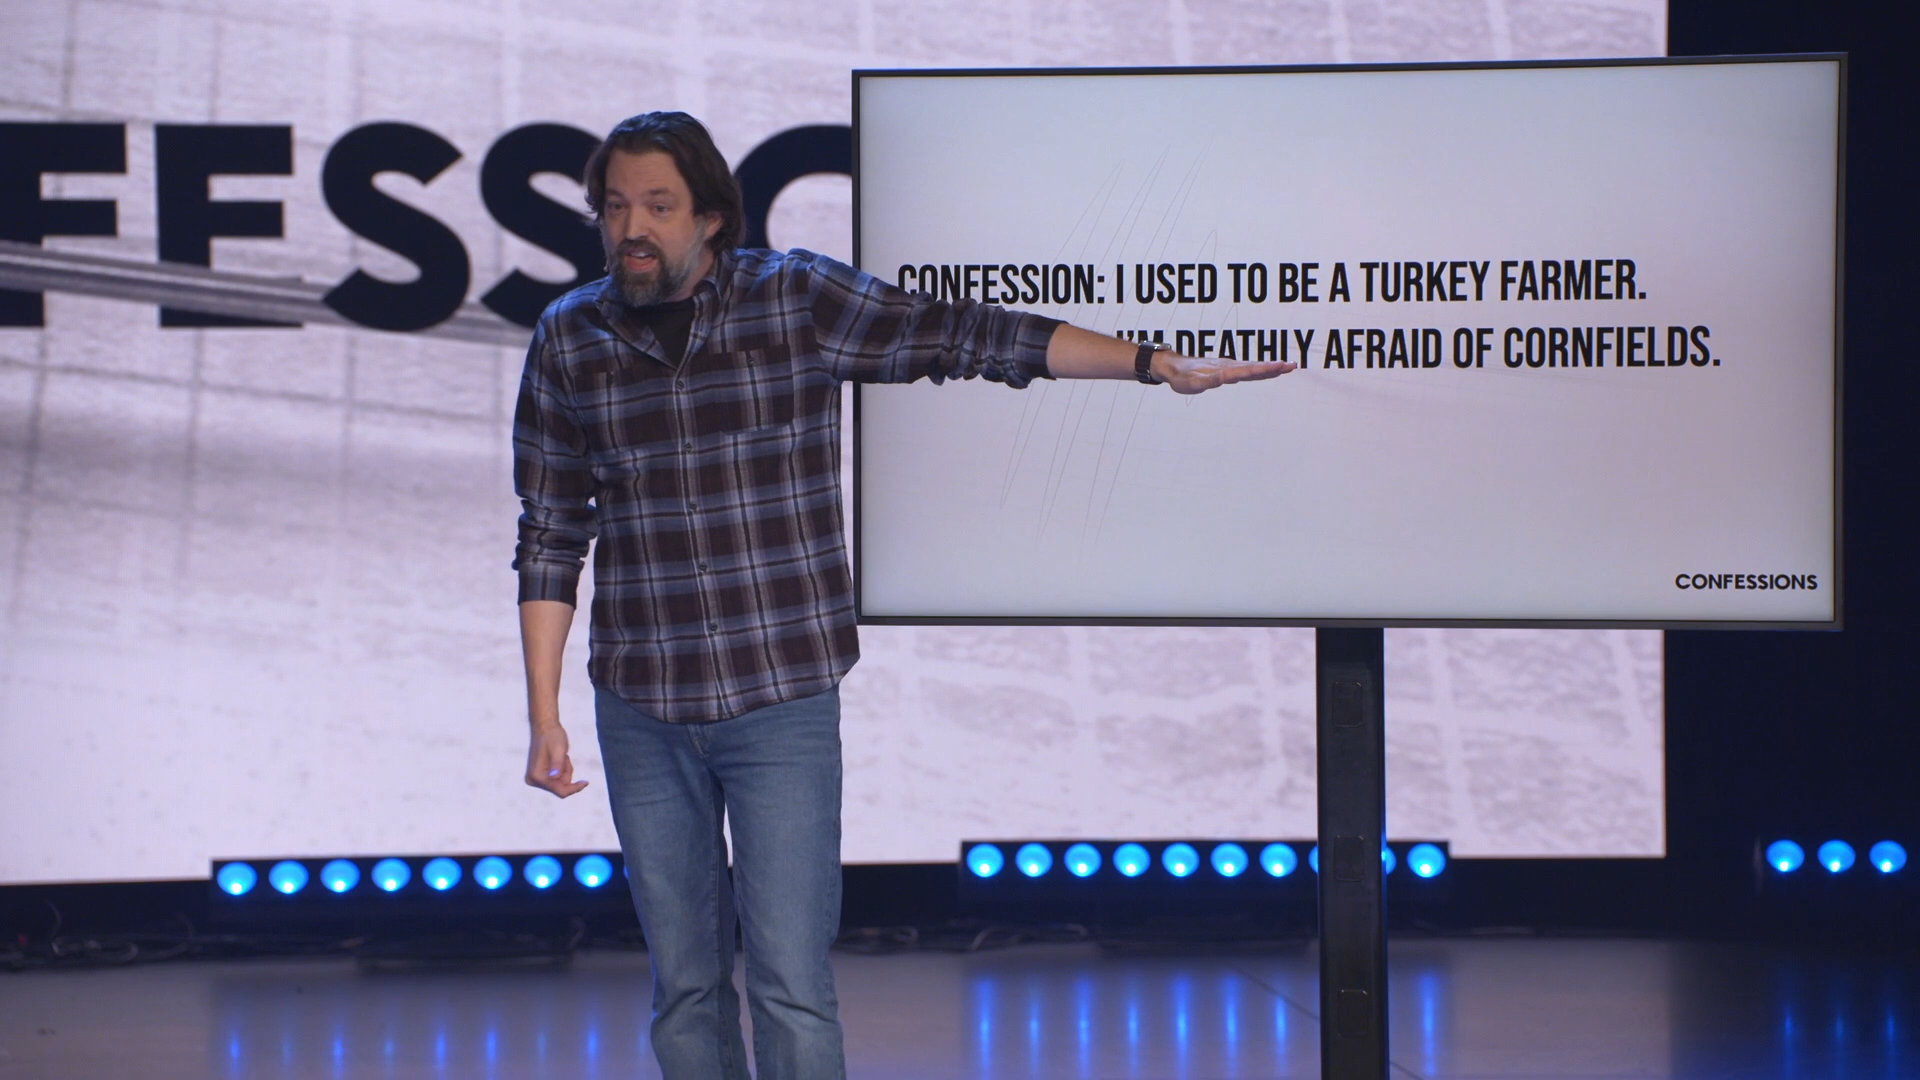 FESSIO
CONFESSION: I USED TO BE A TURKEY FARMER.
I'M DEATHLY AFRAID OF CORNFIELDS.
CONFESSIONS